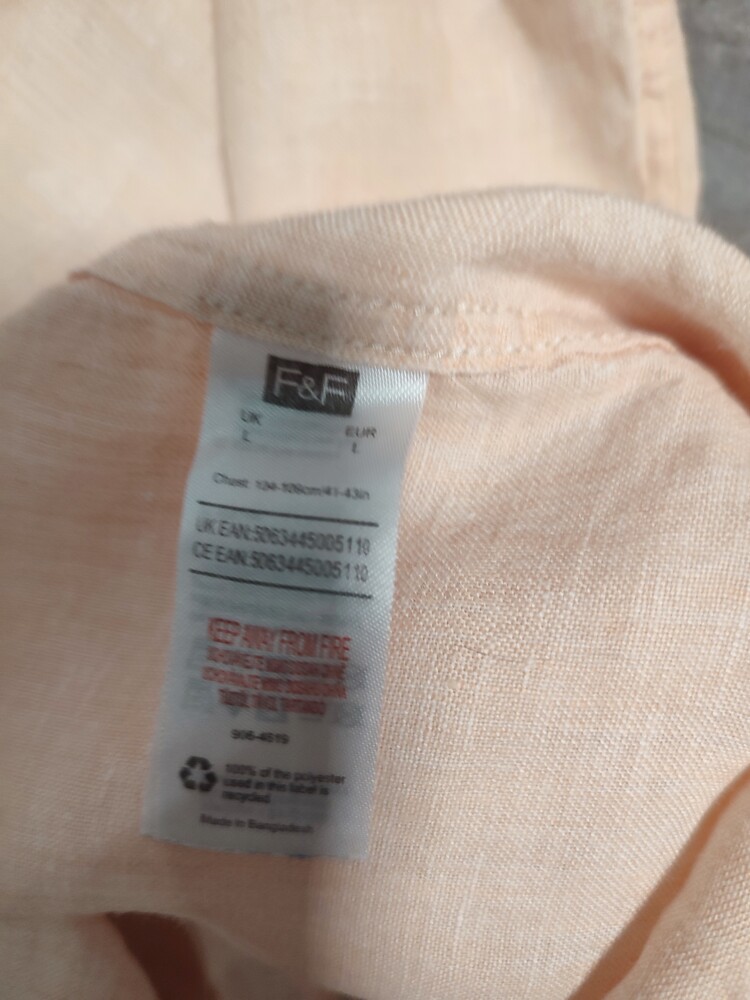 F&F
UK
EUR
L
L
Chest: 104-109cm/41-43in
UK EAN:5063445005110
CE EAN:5063445005110
KEEP AWAY FROM FIRE
906-4819
100% of the polyester
used in this label is
recycled
Made in Bangladesh